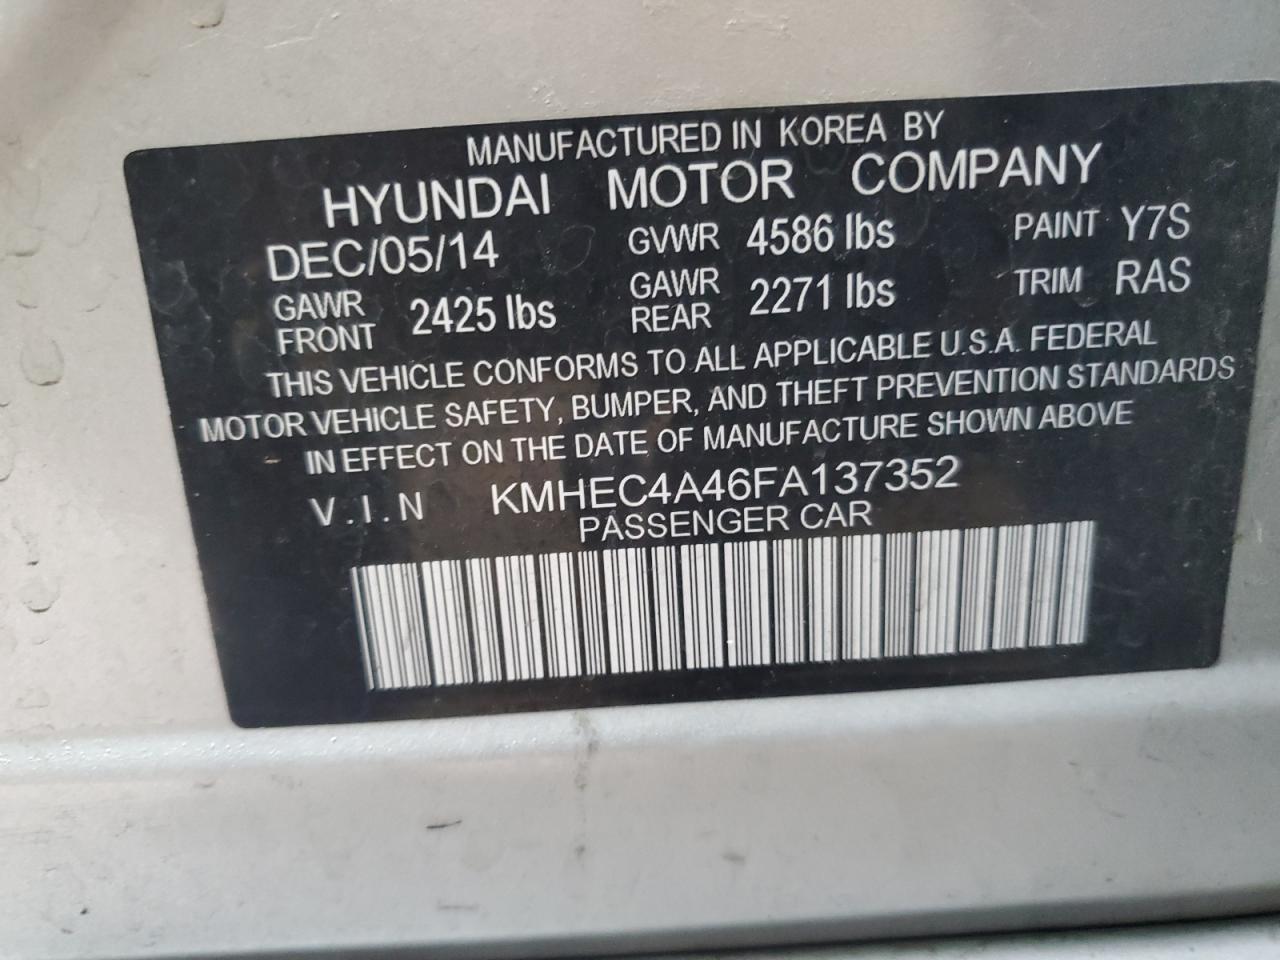 MANUFACTURED IN KOREA BY
HYUNDAI MOTOR COMPANY
DEC/05/14 GVWR 4586 lbs PAINT Y7S
GAWR FRONT 2425 lbs GAWR REAR 2271 lbs TRIM RAS
THIS VEHICLE CONFORMS TO ALL APPLICABLE U.S.A. FEDERAL
MOTOR VEHICLE SAFETY, BUMPER, AND THEFT PREVENTION STANDARDS
IN EFFECT ON THE DATE OF MANUFACTURE SHOWN ABOVE
V.I.N KMHEC4A46FA137352
PASSENGER CAR